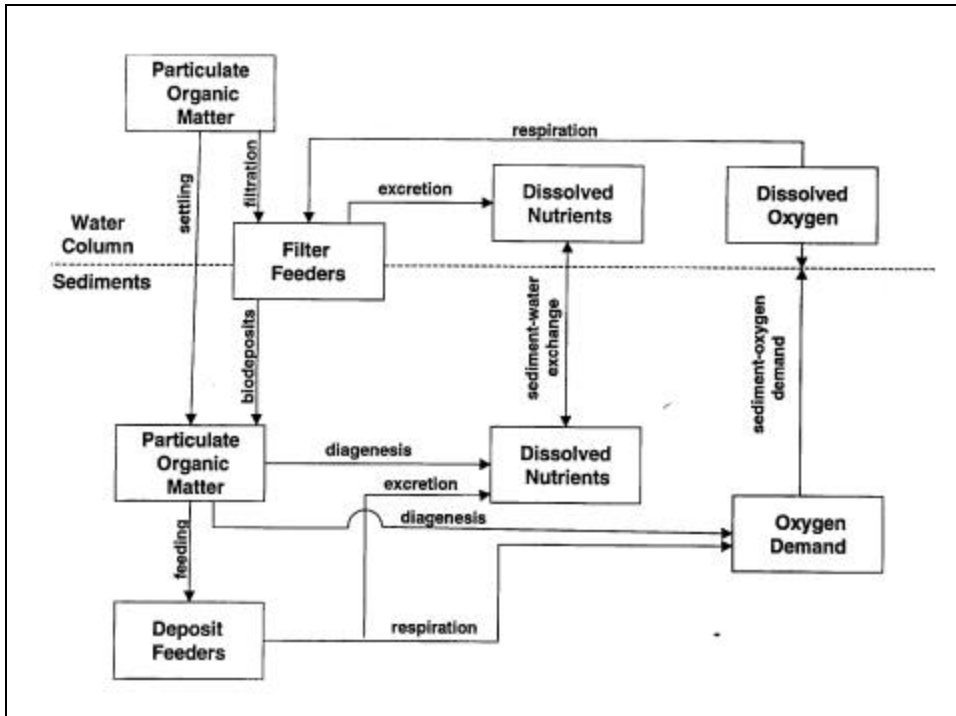 Particulate
Organic
Matter
respiration
settling
filtration
excretion
Dissolved
Nutrients
Dissolved
Oxygen
Water
Column
Filter
Feeders
Sediments
biodeposits
sediment-water
exchange
sediment-oxygen
demand
Particulate
Organic
Matter
diagenesis
Dissolved
Nutrients
excretion
diagenesis
Oxygen
Demand
feeding
Deposit
Feeders
respiration